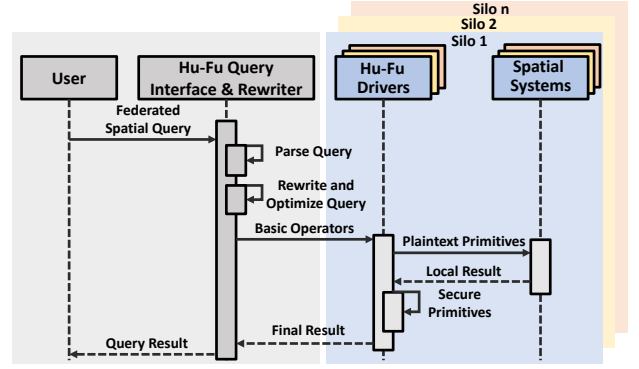 Silo n
Silo 2
Silo 1
User
Hu-Fu Query
Interface & Rewriter
Hu-Fu
Drivers
Spatial
Systems
Federated
Spatial Query
Parse Query
Rewrite and
Optimize Query
Basic Operators
Plaintext Primitives
Local Result
Secure
Primitives
Final Result
Query Result